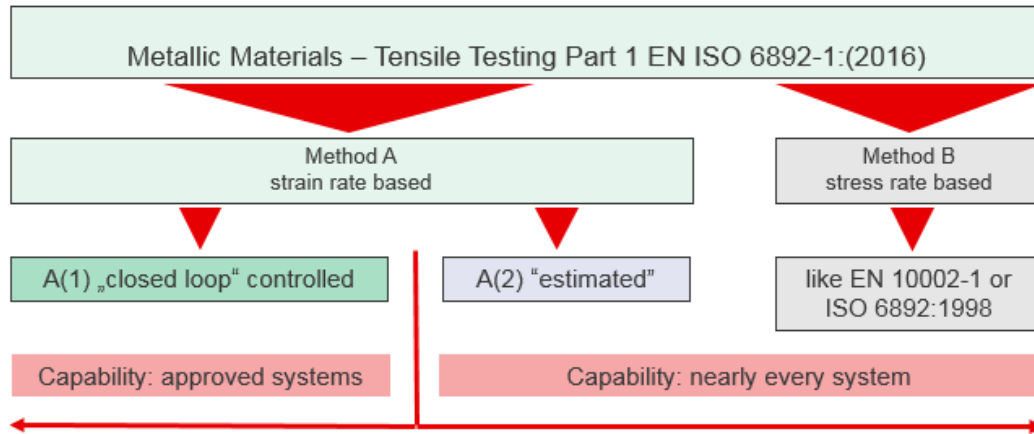 Metallic Materials – Tensile Testing Part 1 EN ISO 6892-1:(2016)
Method A
strain rate based
Method B
stress rate based
A(1) „closed loop“ controlled
A(2) “estimated”
like EN 10002-1 or
ISO 6892:1998
Capability: approved systems
Capability: nearly every system